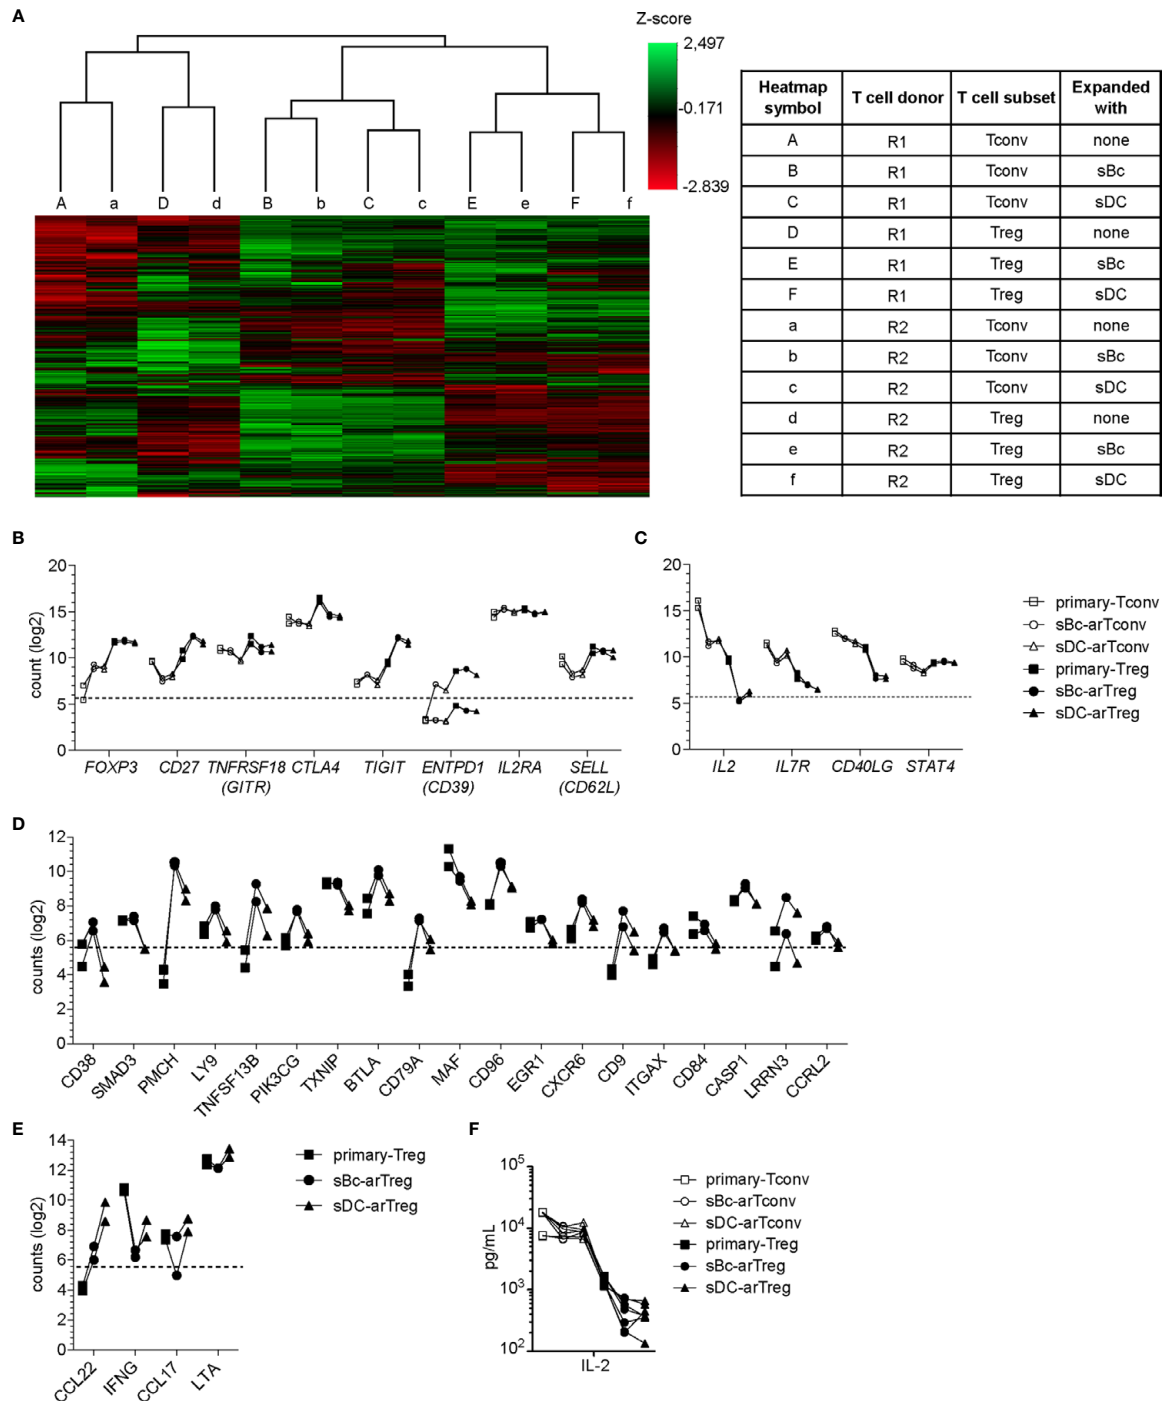 A
Z-score
2,497
-0.171
-2.839
A a D d B b C c E e F f
Heatmap symbol T cell donor T cell subset Expanded with
A R1 Tconv none
B R1 Tconv sBc
C R1 Tconv sDC
D R1 Treg none
E R1 Treg sBc
F R1 Treg sDC
a R2 Tconv none
b R2 Tconv sBc
c R2 Tconv sDC
d R2 Treg none
e R2 Treg sBc
f R2 Treg sDC
B
count (log2)
20
15
10
5
0
FOXP3 CD27 TNFRSF18 CTLA4 TIGIT ENTPD1 IL2RA SELL
(GITR) (CD39) (CD62L)
C
20
15
10
5
0
IL2 IL7R CD40LG STAT4
primary-Tconv
sBc-arTconv
sDC-arTconv
primary-Treg
sBc-arTreg
sDC-arTreg
D
counts (log2)
12
10
8
6
4
2
0
CD38 SMAD3 PMCH LY9 TNFSF13B PIK3CG TXNIP BTLA CD79A MAF CD96 EGR1 CXCR6 CD9 ITGAX CD84 CASP1 LRRN3 CCRL2
E
counts (log2)
14
12
10
8
6
4
2
0
CCL22 IFNG CCL17 LTA
primary-Treg
sBc-arTreg
sDC-arTreg
F
pg/mL
10^5
10^4
10^3
10^2
IL-2
primary-Tconv
sBc-arTconv
sDC-arTconv
primary-Treg
sBc-arTreg
sDC-arTreg